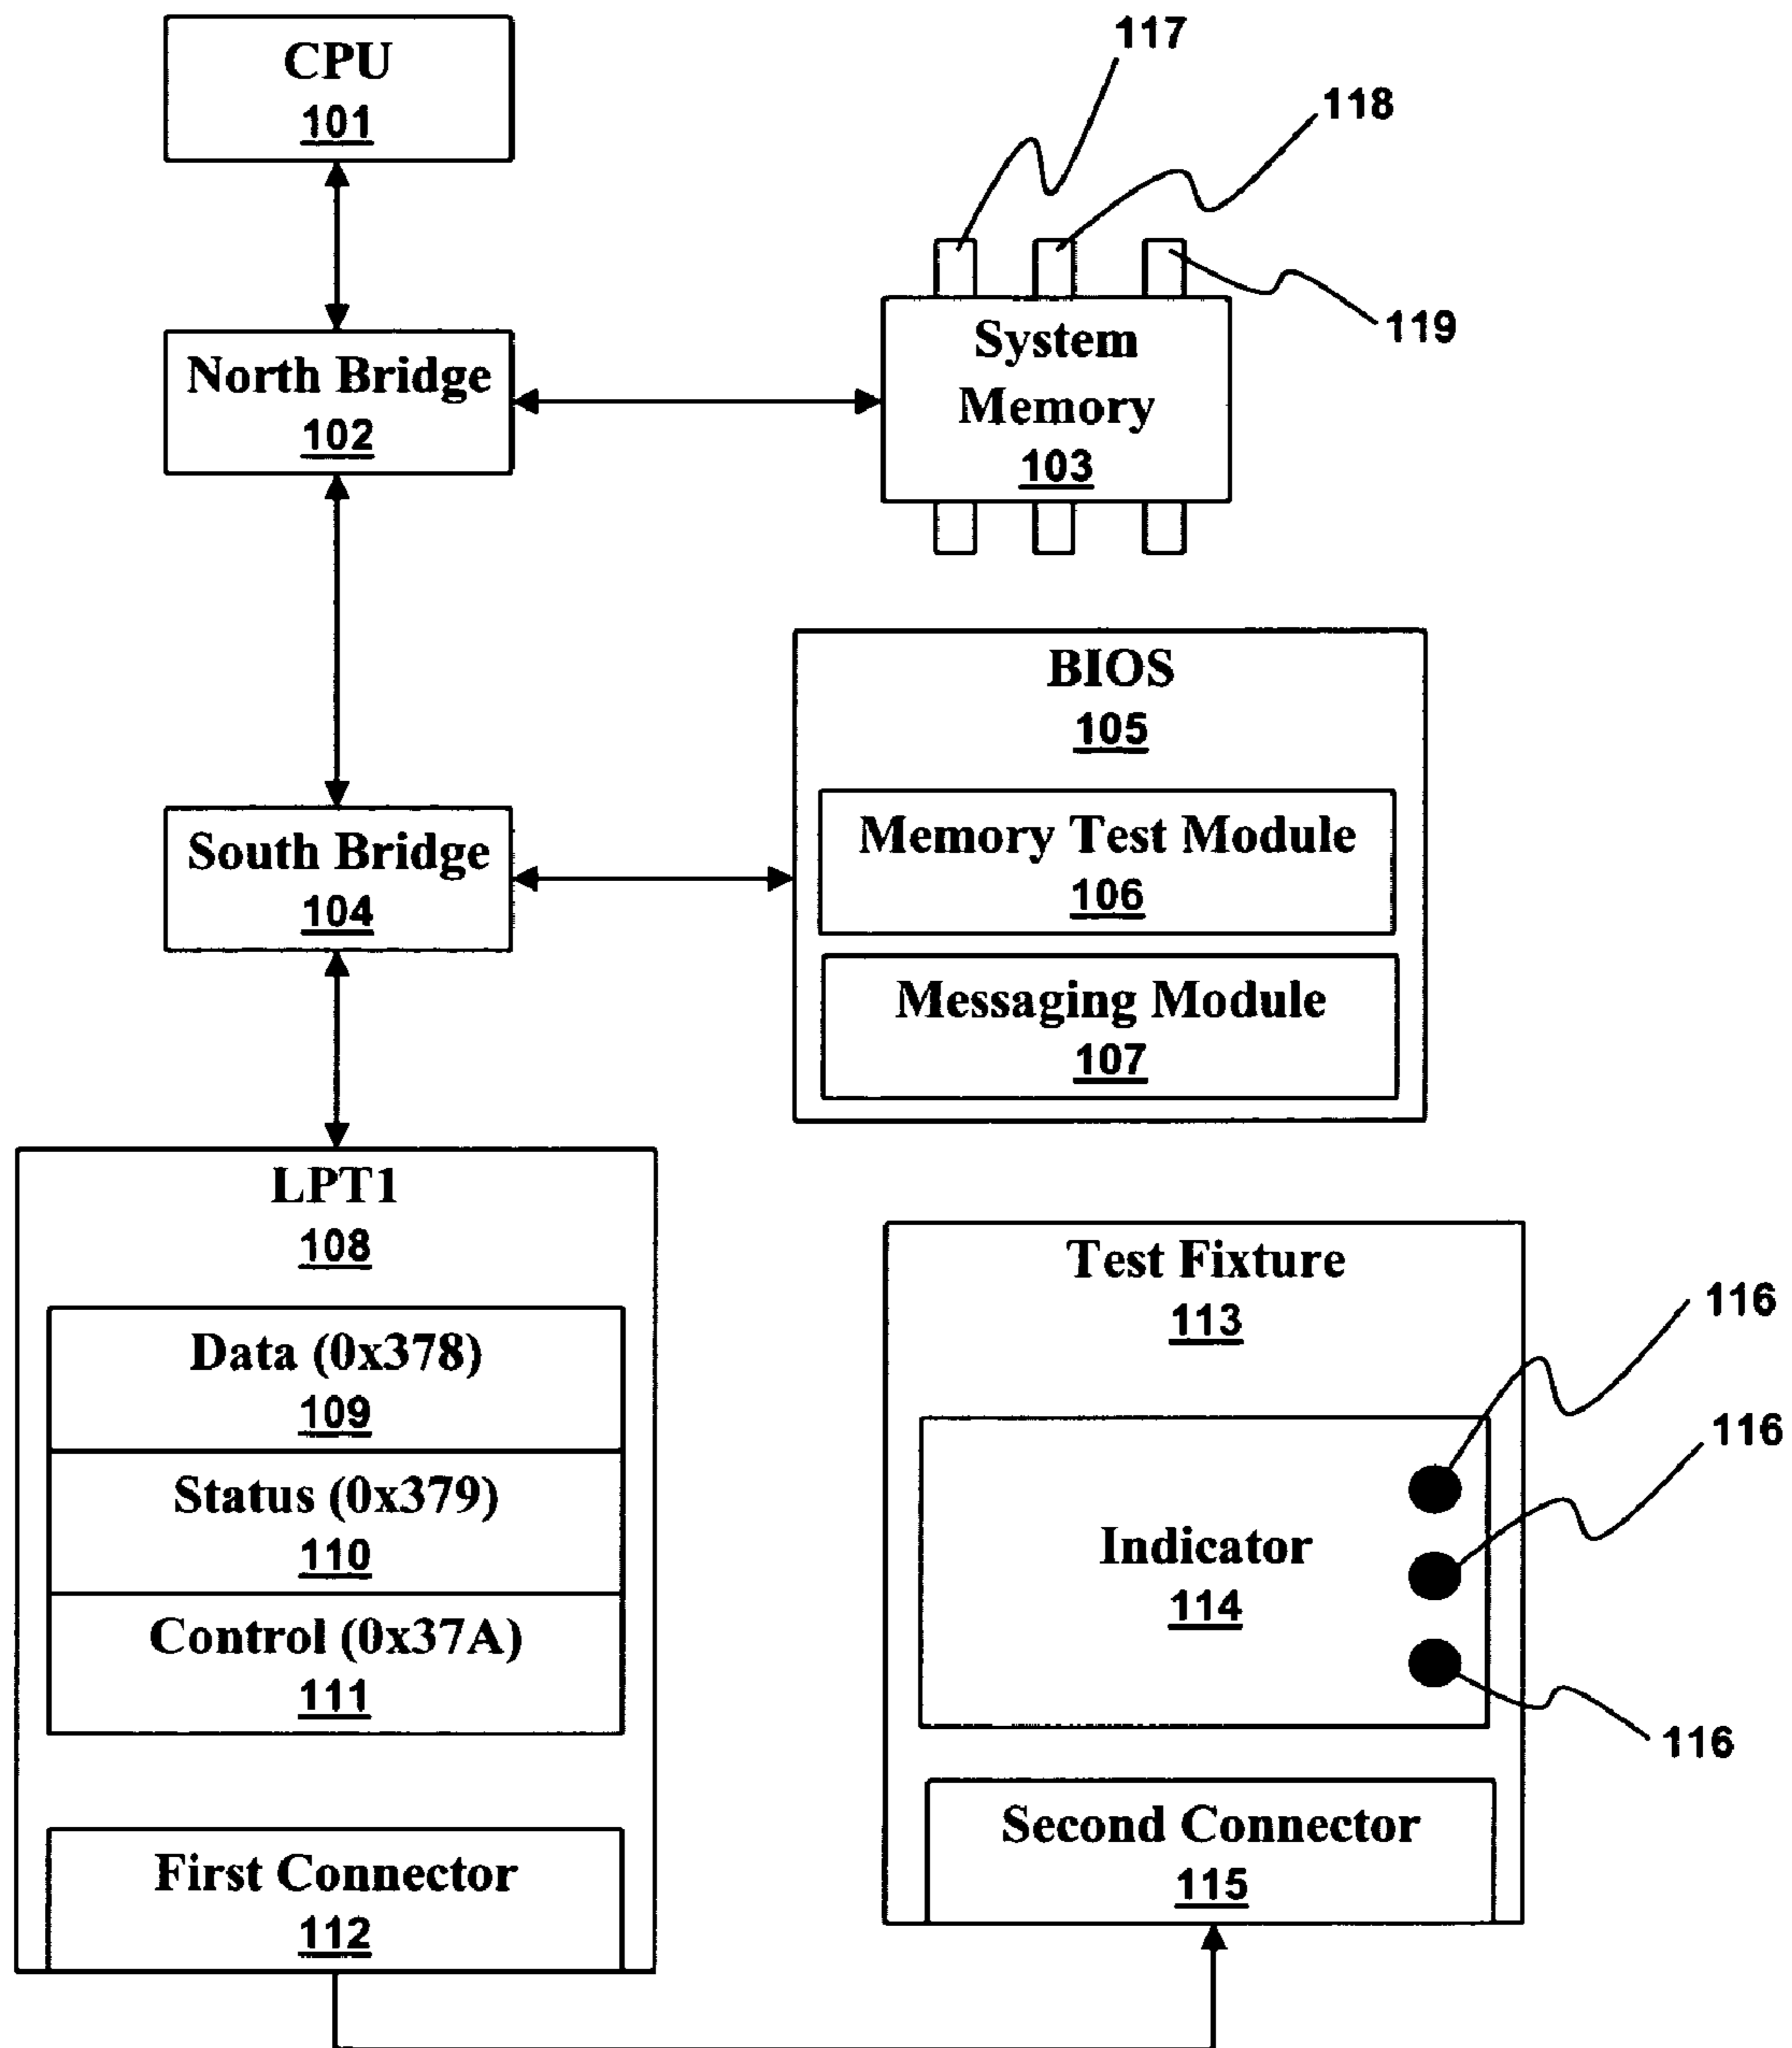 CPU
101
117
118
119
North Bridge
102
System
Memory
103
BIOS
105
South Bridge
104
Memory Test Module
106
Messaging Module
107
LPT1
108
Data (0x378)
109
Status (0x379)
110
Control (0x37A)
111
First Connector
112
Test Fixture
113
116
116
116
Indicator
114
Second Connector
115